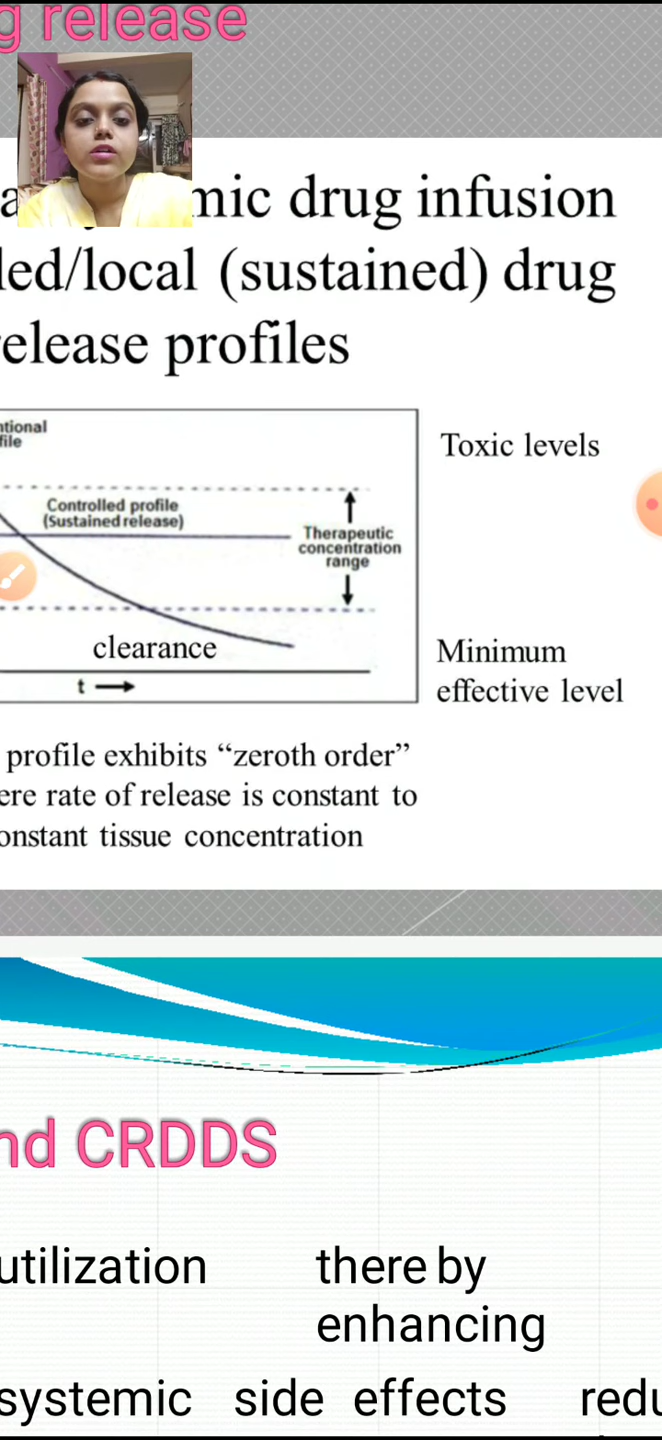 g release
mic drug infusion
led/local (sustained) drug
release profiles
ntional
file
Toxic levels
Controlled profile
(Sustained release)
Therapeutic
concentration
range
clearance
Minimum
effective level
t
profile exhibits “zeroth order”
ere rate of release is constant to
onstant tissue concentration
nd CRDDS
utilization there by
enhancing
systemic side effects redu